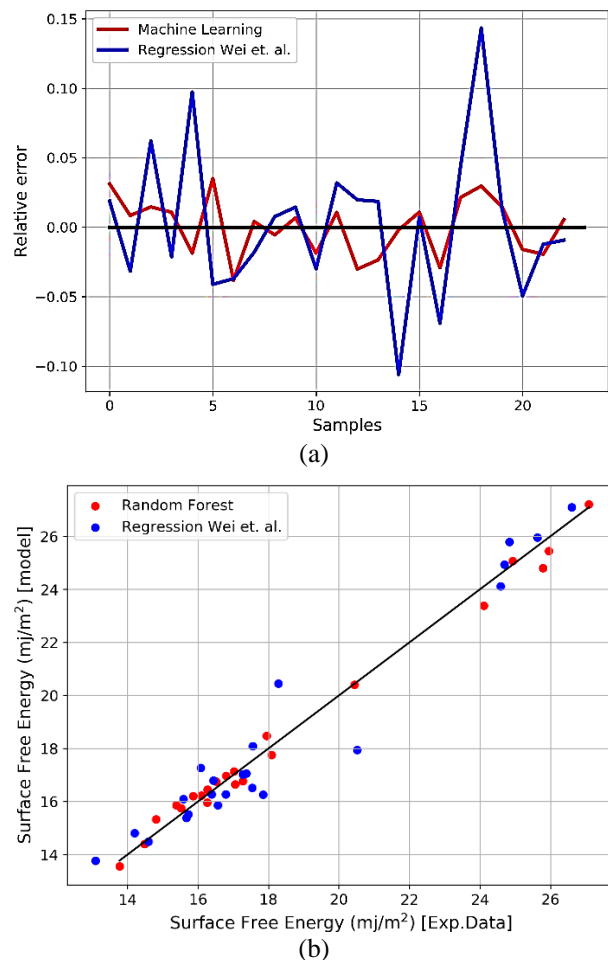 0.15
0.10
0.05
0.00
−0.05
−0.10
Relative error
Machine Learning
Regression Wei et. al.
0 5 10 15 20
Samples
(a)
26
24
22
20
18
16
14
Surface Free Energy (mj/m²) [model]
Random Forest
Regression Wei et. al.
14 16 18 20 22 24 26
Surface Free Energy (mj/m²) [Exp.Data]
(b)